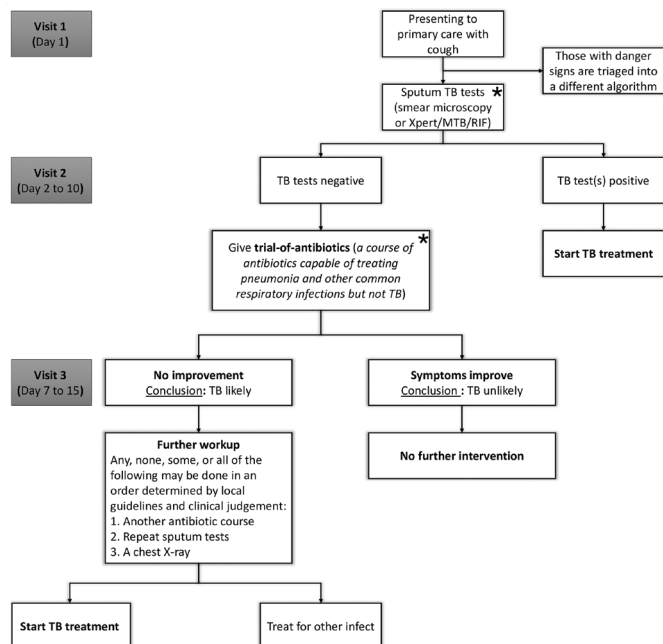 Visit 1
(Day 1)
Presenting to
primary care with
cough
Those with danger
signs are triaged into
a different algorithm
Sputum TB tests *
(smear microscopy
or Xpert/MTB/RIF)
Visit 2
(Day 2 to 10)
TB tests negative
TB test(s) positive
Give trial-of-antibiotics (a course of *
antibiotics capable of treating
pneumonia and other common
respiratory infections but not TB)
Start TB treatment
Visit 3
(Day 7 to 15)
No improvement
Conclusion: TB likely
Symptoms improve
Conclusion : TB unlikely
Further workup
Any, none, some, or all of the
following may be done in an
order determined by local
guidelines and clinical judgement:
1. Another antibiotic course
2. Repeat sputum tests
3. A chest X-ray
No further intervention
Start TB treatment
Treat for other infect